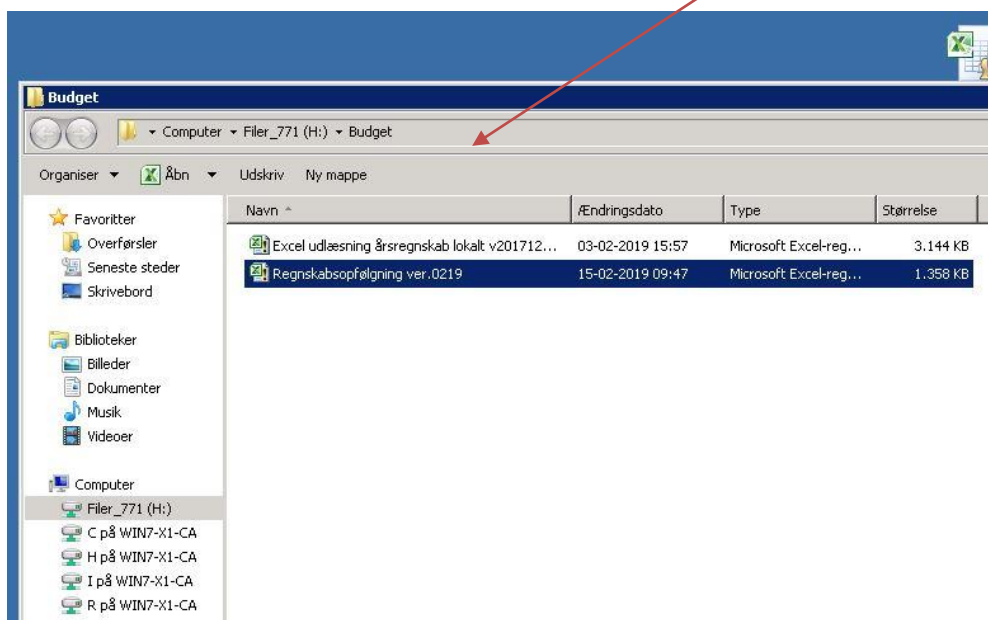 Budget
Computer Filer_771 (H:) Budget
Organiser Åbn Udskriv Ny mappe
Navn Ændringsdato Type Størrelse
Favoritter
Overførsler
Seneste steder
Skrivebord
Biblioteker
Billeder
Dokumenter
Musik
Videoer
Computer
Filer_771 (H:)
C på WIN7-X1-CA
H på WIN7-X1-CA
I på WIN7-X1-CA
R på WIN7-X1-CA
Excel udlæsning årsregnskab lokalt v201712... 03-02-2019 15:57 Microsoft Excel-reg... 3.144 KB
Regnskabsopfølgning ver.0219 15-02-2019 09:47 Microsoft Excel-reg... 1.358 KB